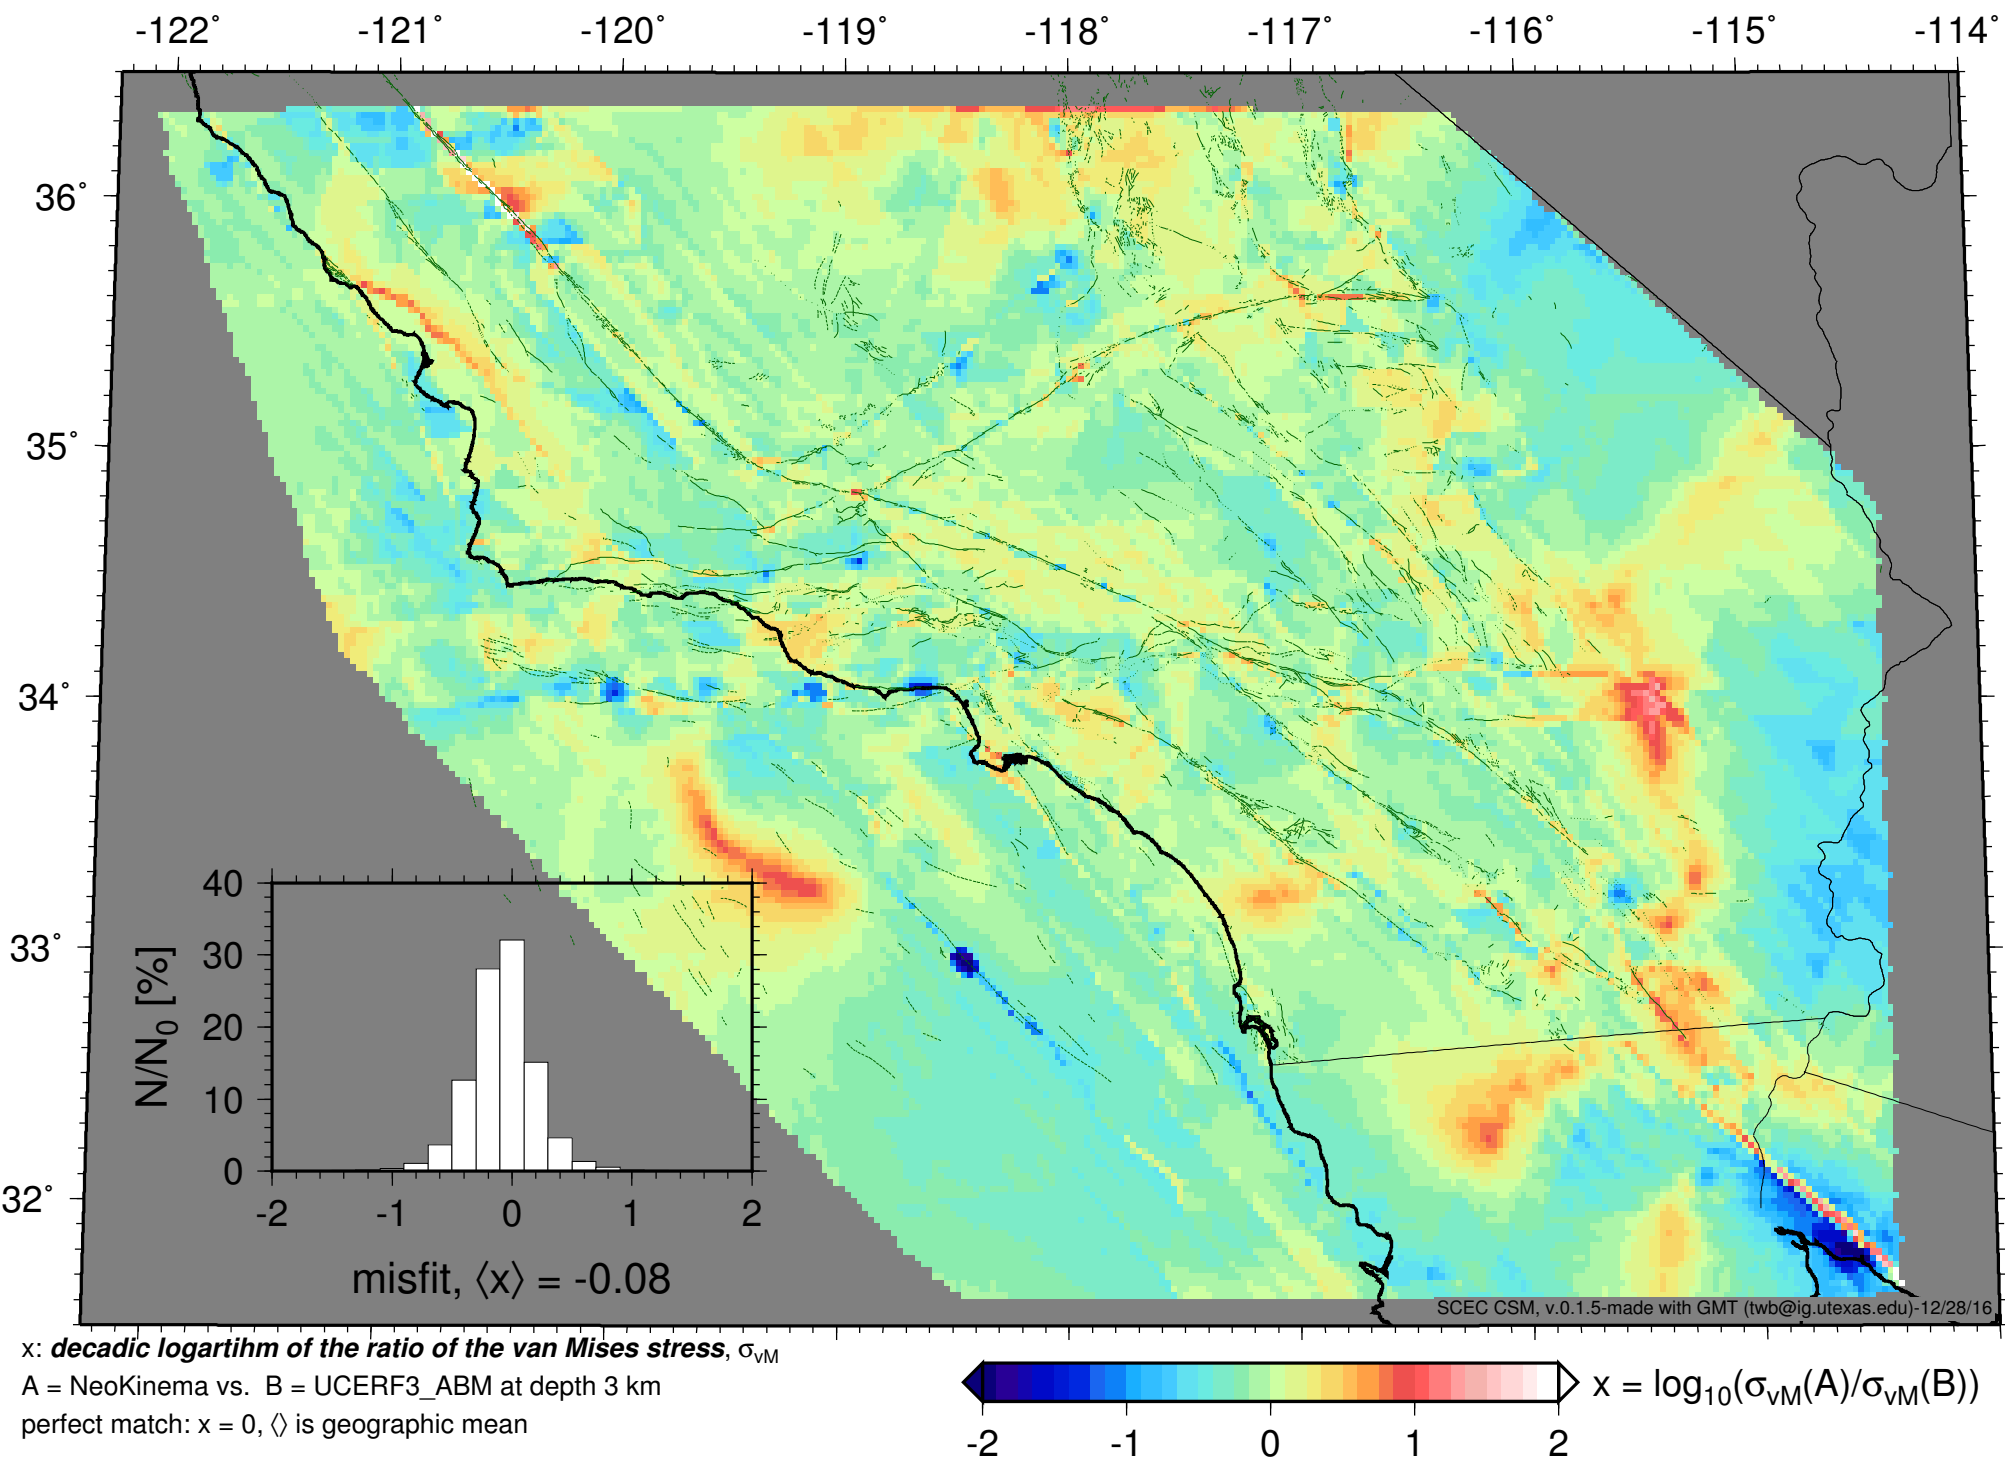 -122˚ -121˚ -120˚ -119˚ -118˚ -117˚ -116˚ -115˚ -114˚
36˚
35˚
34˚
33˚
32˚
40
30
20
10
0
N/N0 [%]
-2 -1 0 1 2
misfit, ⟨x⟩ = -0.08
SCEC CSM, v.0.1.5-made with GMT (twb@ig.utexas.edu)-12/28/16
x: decadic logartihm of the ratio of the van Mises stress, σvM
A = NeoKinema vs. B = UCERF3_ABM at depth 3 km
perfect match: x = 0, ⟨⟩ is geographic mean
x = log10(σvM(A)/σvM(B))
-2 -1 0 1 2